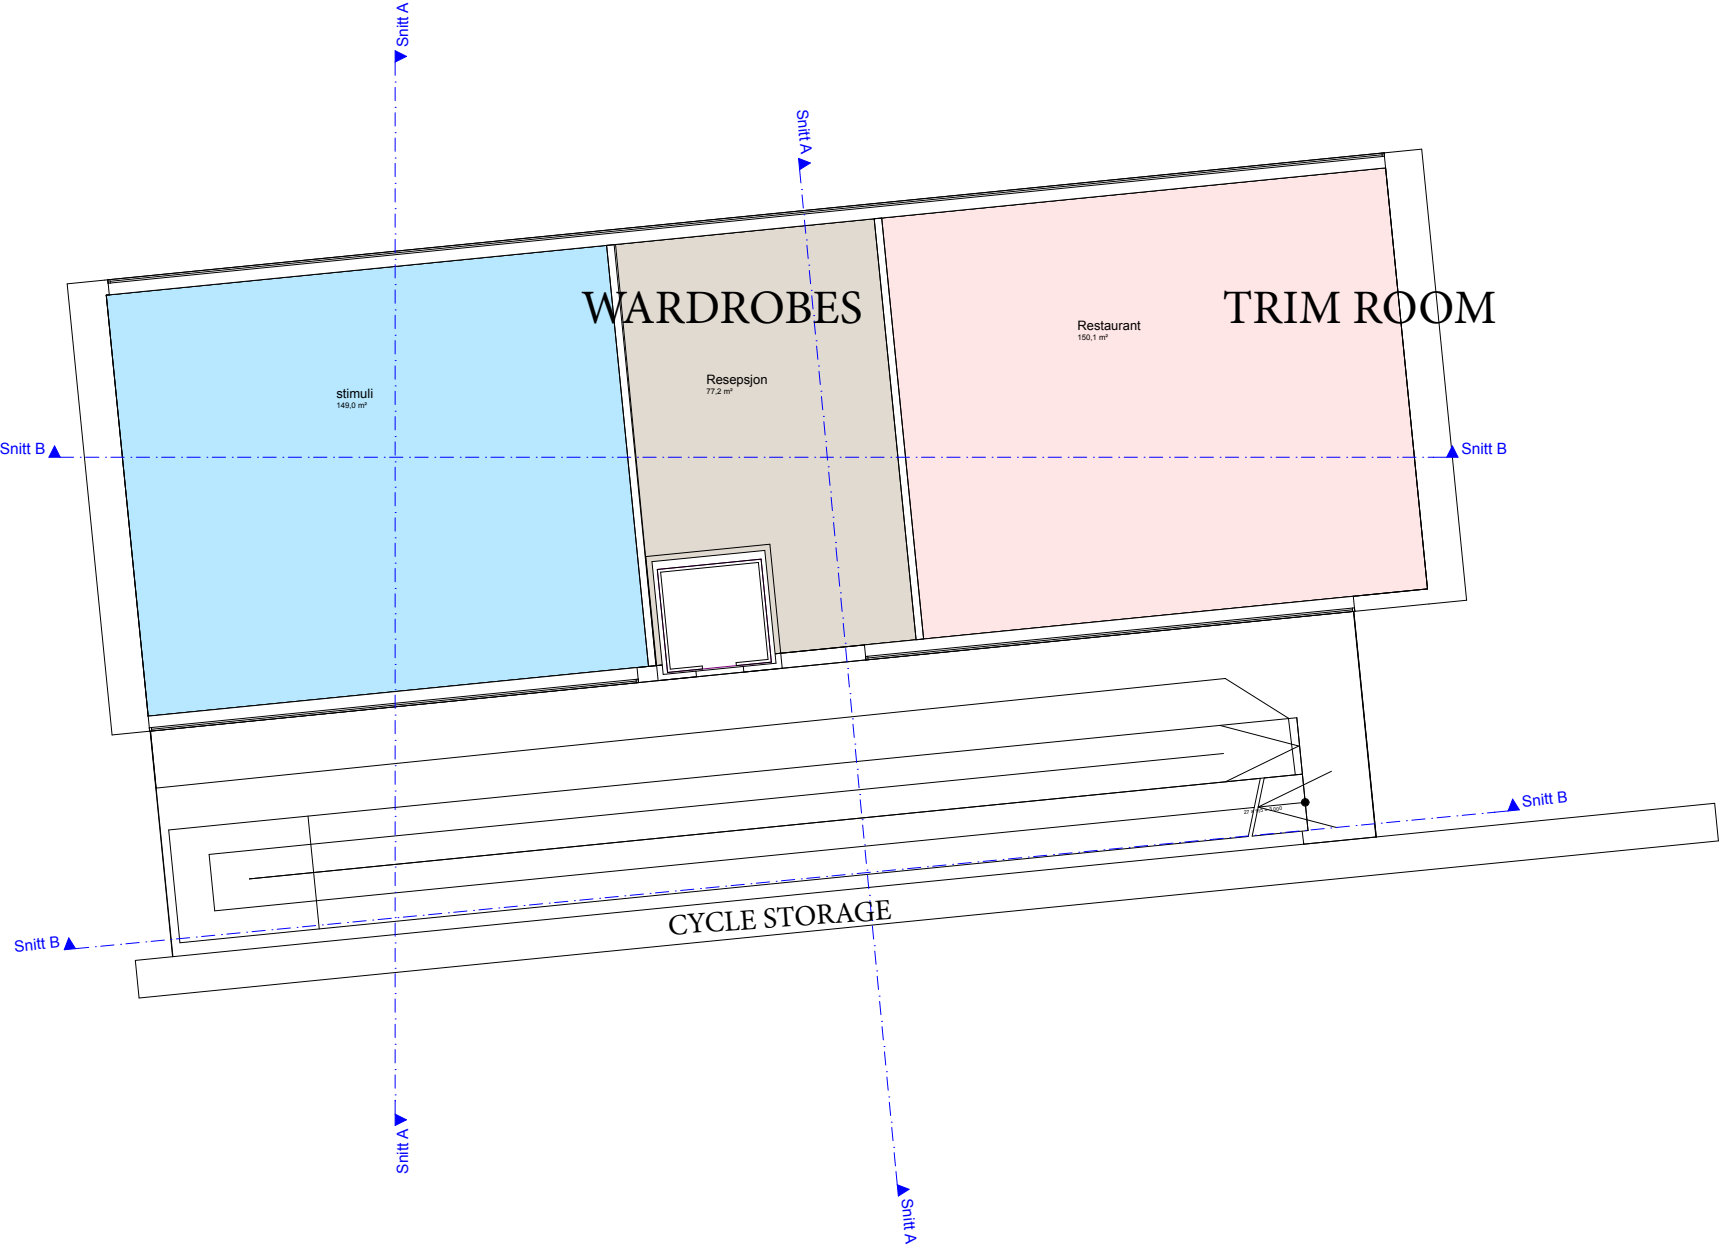 Snitt A
Snitt A
WARDROBES
TRIM ROOM
Restaurant
150,1 m²
Resepsjon
77,2 m²
stimuli
149,0 m²
Snitt B
Snitt B
Snitt B
CYCLE STORAGE
Snitt B
Snitt A
Snitt A